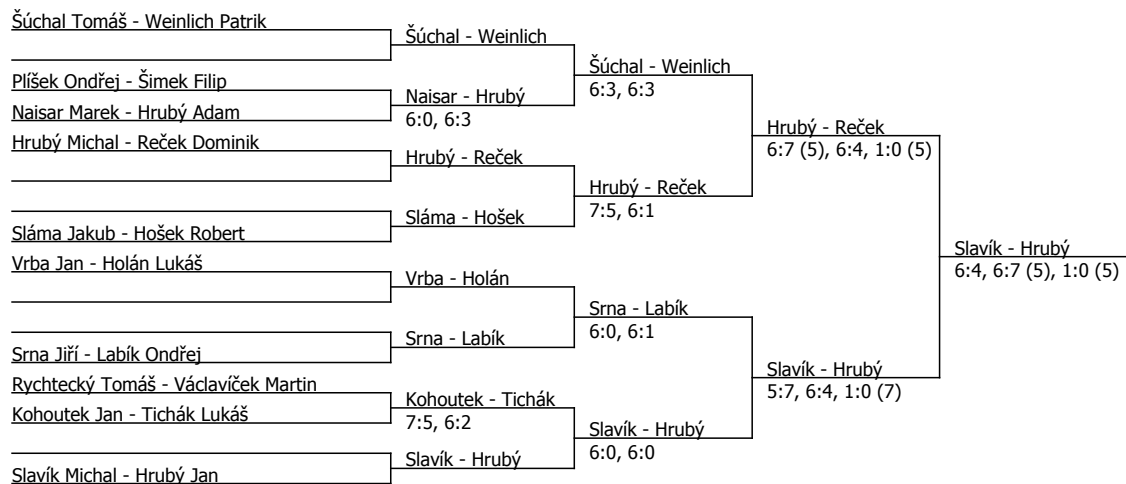 Šúchal Tomáš - Weinlich Patrik
Plíšek Ondřej - Šimek Filip
Naisar Marek - Hrubý Adam
Hrubý Michal - Reček Dominik
Sláma Jakub - Hošek Robert
Vrba Jan - Holán Lukáš
Srna Jiří - Labík Ondřej
Rychtecký Tomáš - Václavíček Martin
Kohoutek Jan - Tichák Lukáš
Slavík Michal - Hrubý Jan
Šúchal - Weinlich
Naisar - Hrubý
6:0, 6:3
Hrubý - Reček
Sláma - Hošek
Vrba - Holán
Srna - Labík
Kohoutek - Tichák
7:5, 6:2
Slavík - Hrubý
Šúchal - Weinlich
6:3, 6:3
Hrubý - Reček
7:5, 6:1
Srna - Labík
6:0, 6:1
Slavík - Hrubý
6:0, 6:0
Hrubý - Reček
6:7 (5), 6:4, 1:0 (5)
Slavík - Hrubý
5:7, 6:4, 1:0 (7)
Slavík - Hrubý
6:4, 6:7 (5), 1:0 (5)